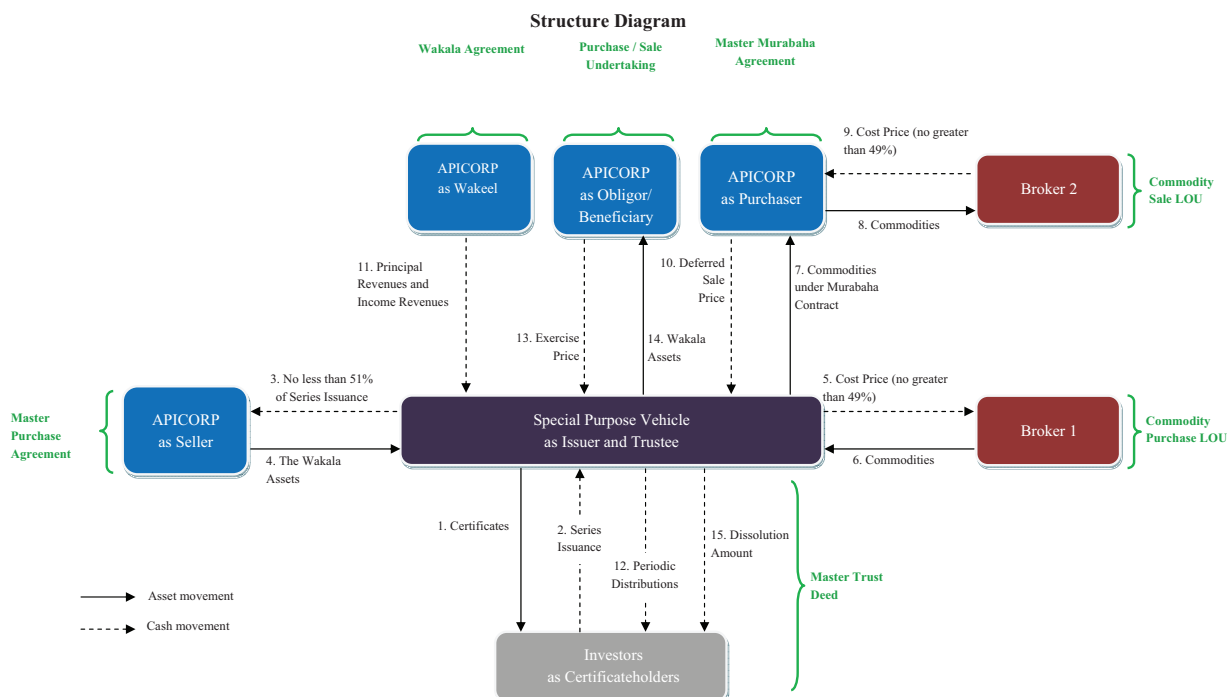 Structure Diagram
Wakala Agreement
Purchase / Sale
Undertaking
Master Murabaha
Agreement
APICORP
as Wakeel
APICORP
as Obligor/
Beneficiary
APICORP
as Purchaser
9. Cost Price (no greater
than 49%)
Broker 2
Commodity
Sale LOU
8. Commodities
11. Principal
Revenues and
Income Revenues
10. Deferred
Sale
Price
7. Commodities
under Murabaha
Contract
13. Exercise
Price
14. Wakala
Assets
Master
Purchase
Agreement
APICORP
as Seller
3. No less than 51%
of Series Issuance
4. The Wakala
Assets
Special Purpose Vehicle
as Issuer and Trustee
5. Cost Price (no greater
than 49%)
6. Commodities
Broker 1
Commodity
Purchase LOU
1. Certificates
2. Series
Issuance
12. Periodic
Distributions
15. Dissolution
Amount
Master Trust
Deed
Asset movement
Cash movement
Investors
as Certificateholders